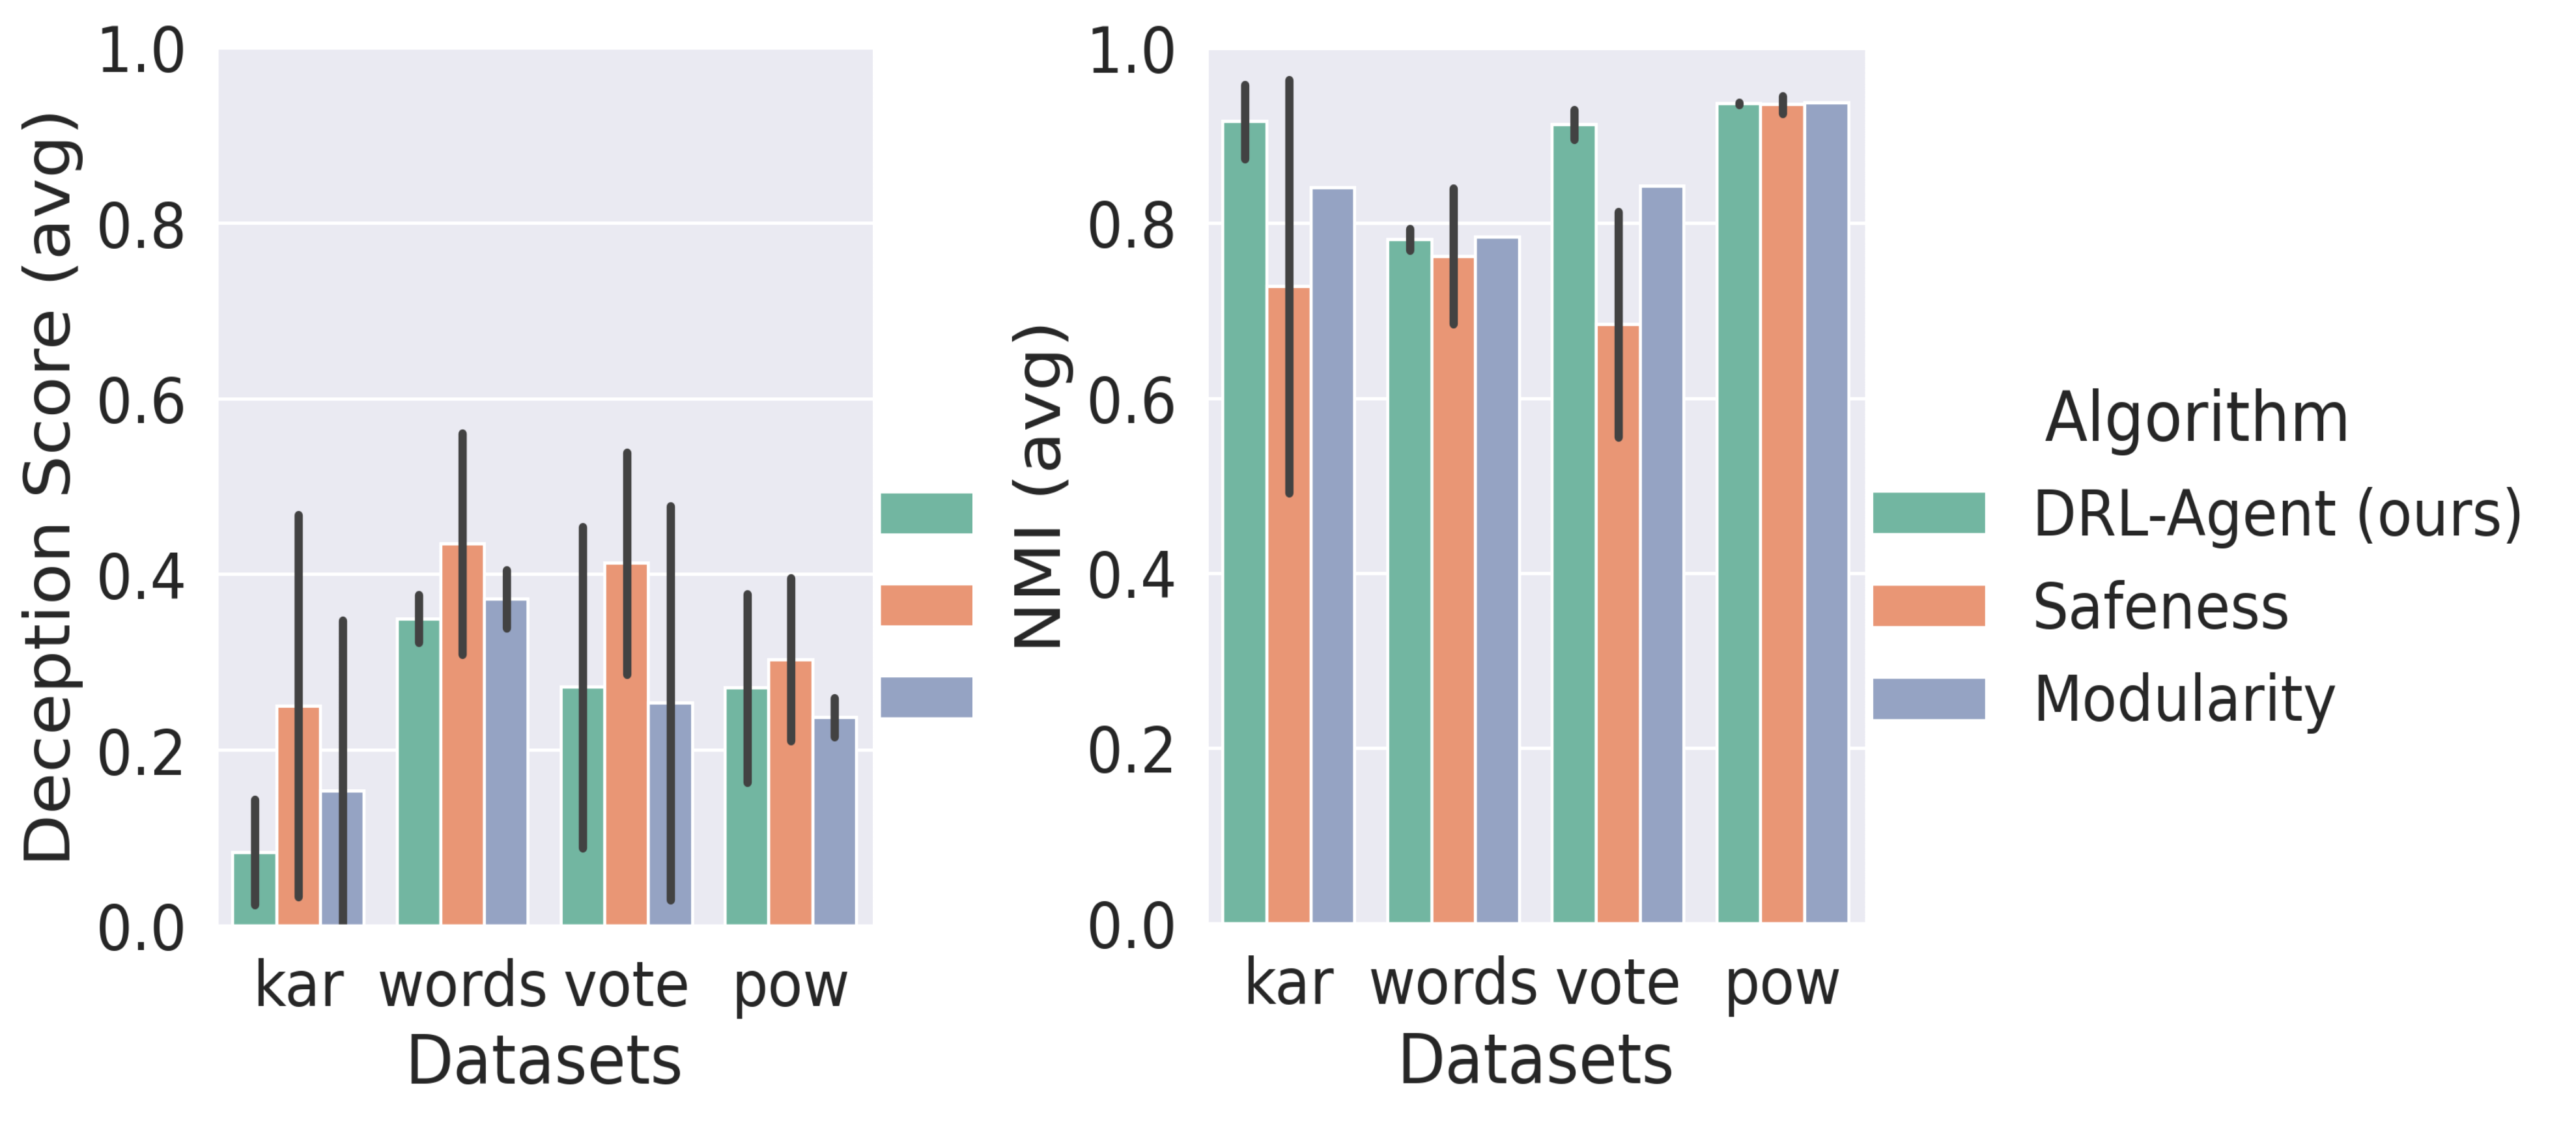 Deception Score (avg)
1.0
0.8
0.6
0.4
0.2
0.0
kar words vote pow
Datasets
NMI (avg)
1.0
0.8
0.6
0.4
0.2
0.0
kar words vote pow
Datasets
Algorithm
DRL-Agent (ours)
Safeness
Modularity